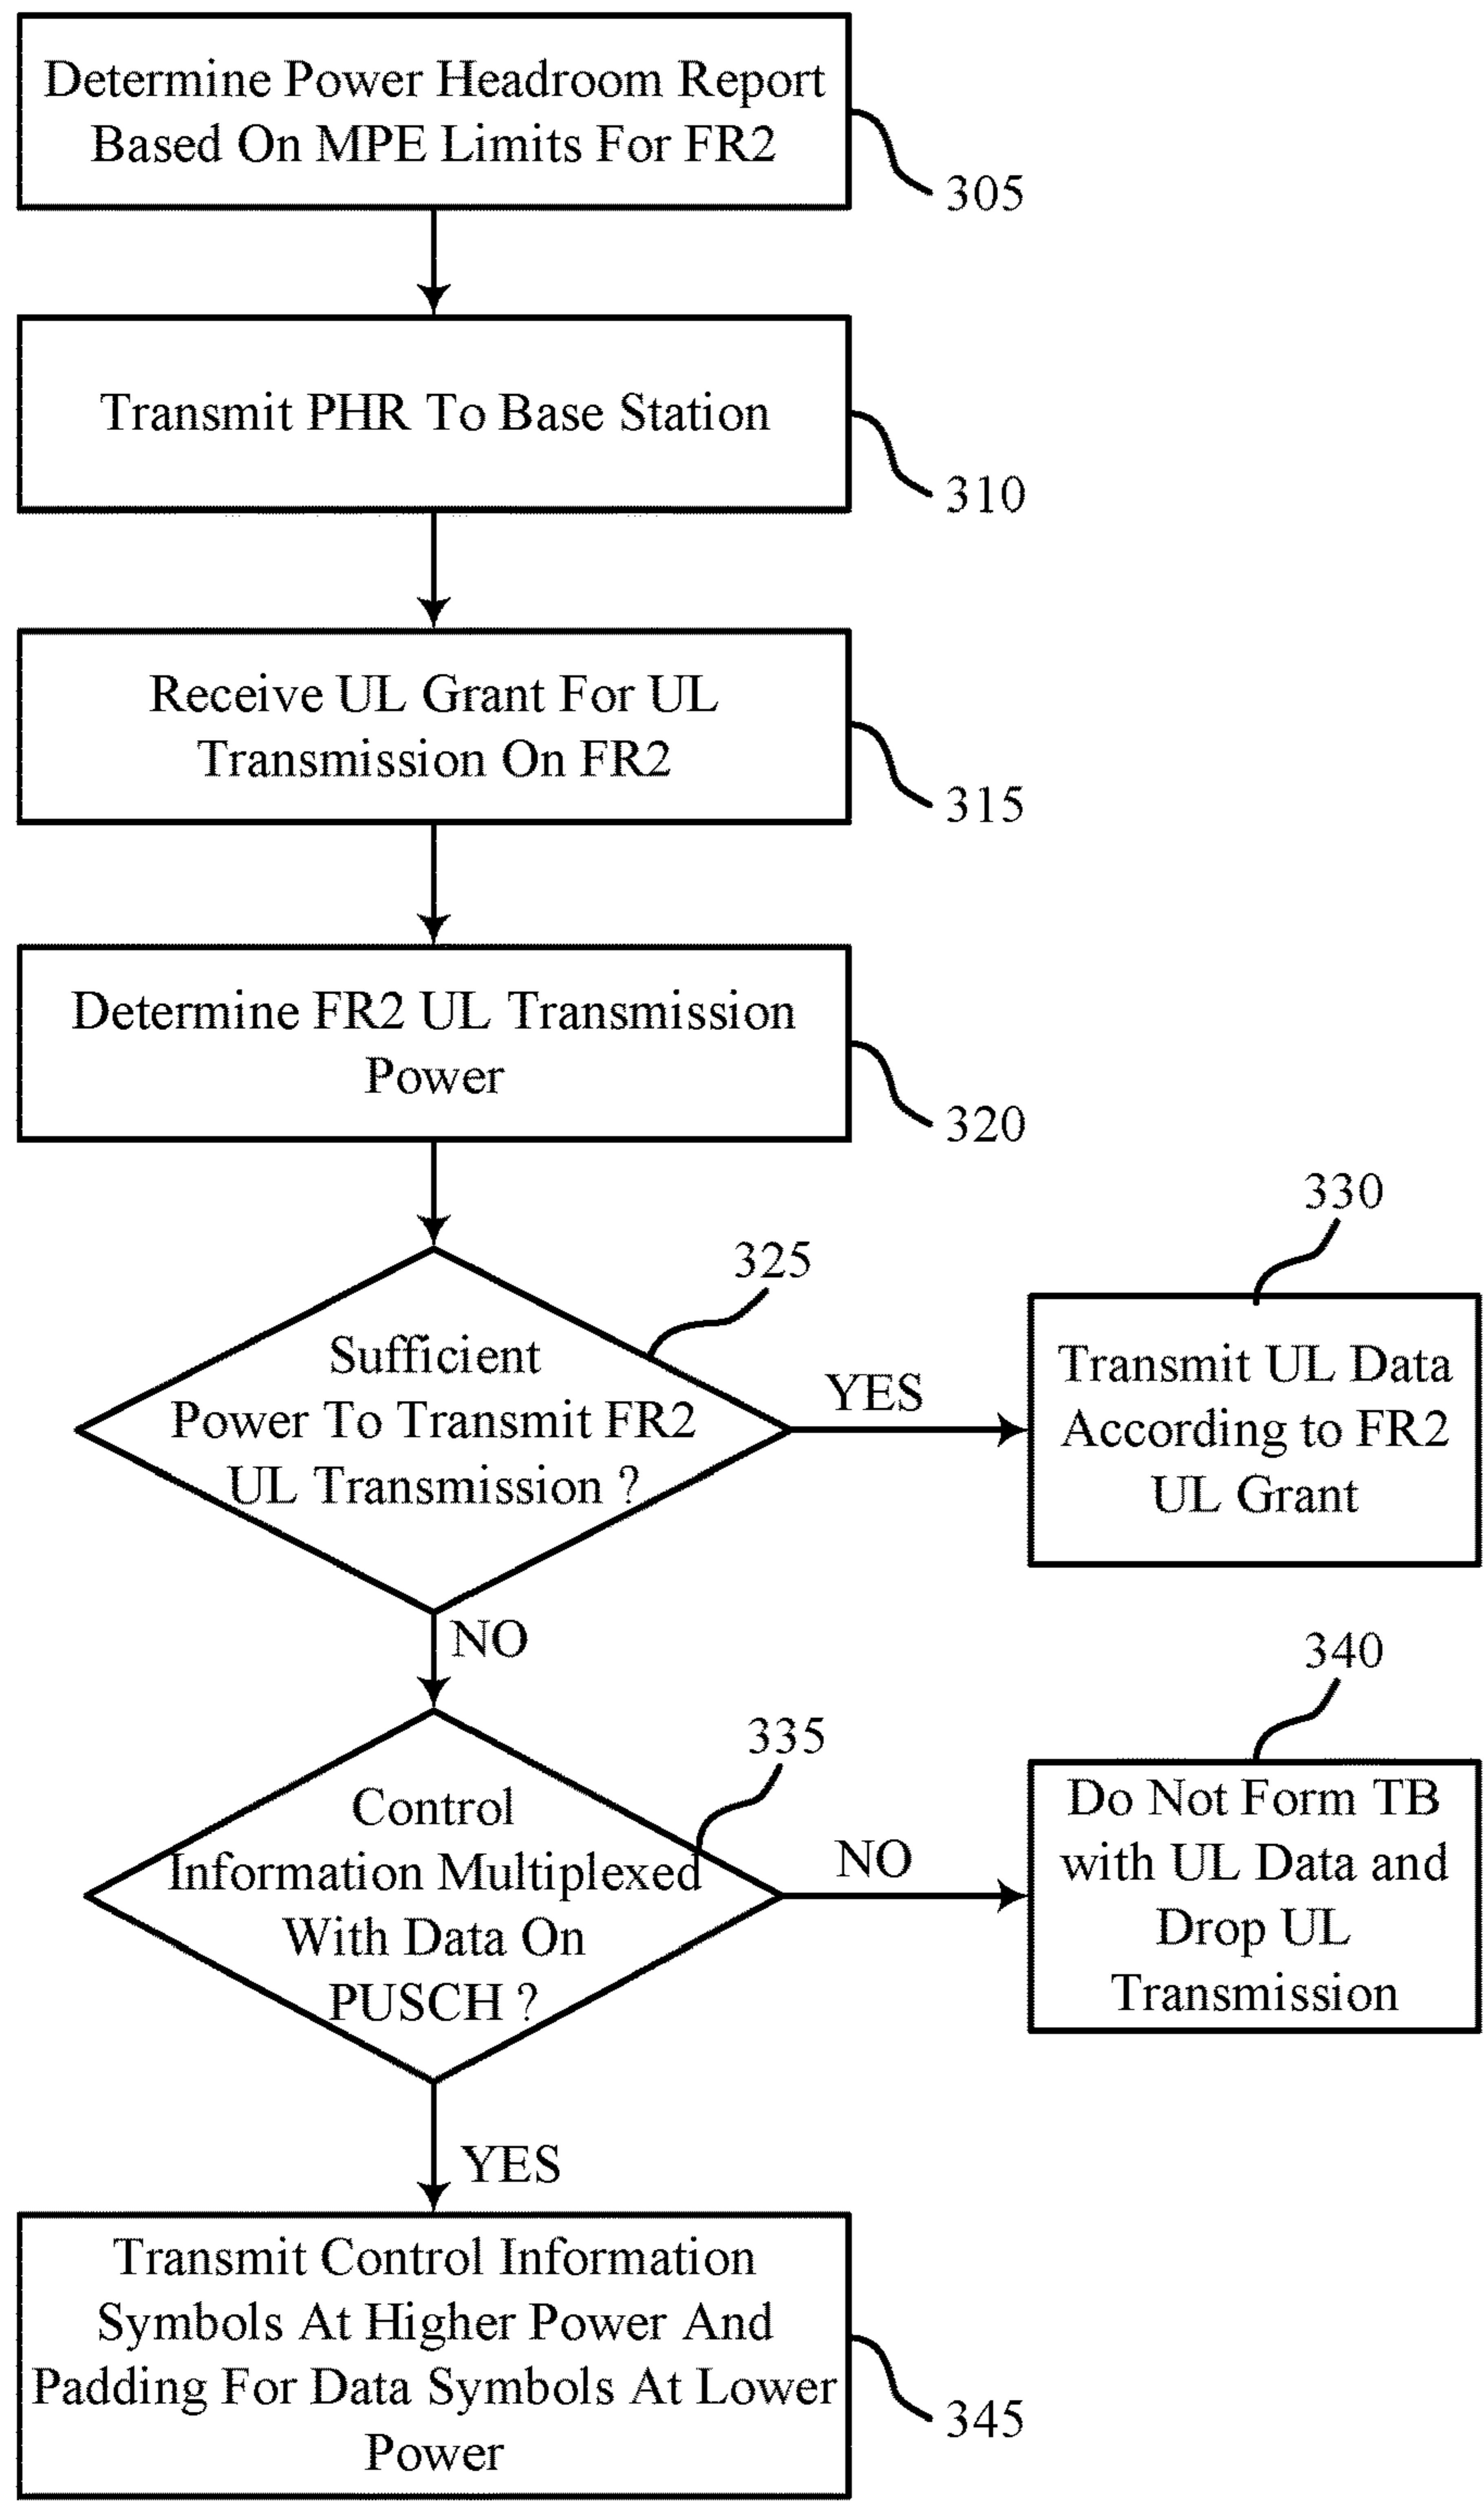 Determine Power Headroom Report
Based On MPE Limits For FR2
305
Transmit PHR To Base Station
310
Receive UL Grant For UL
Transmission On FR2
315
Determine FR2 UL Transmission
Power
320
325
Sufficient
Power To Transmit FR2
UL Transmission ?
YES
330
Transmit UL Data
According to FR2
UL Grant
NO
335
Control
Information Multiplexed
With Data On
PUSCH ?
NO
340
Do Not Form TB
with UL Data and
Drop UL
Transmission
YES
Transmit Control Information
Symbols At Higher Power And
Padding For Data Symbols At Lower
Power
345